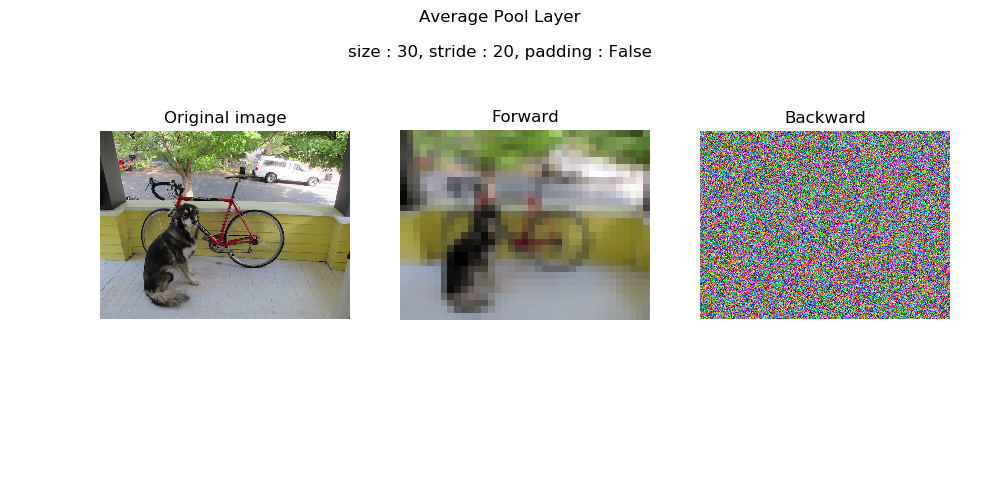 Average Pool Layer
size : 30, stride : 20, padding : False
Original image
Forward
Backward